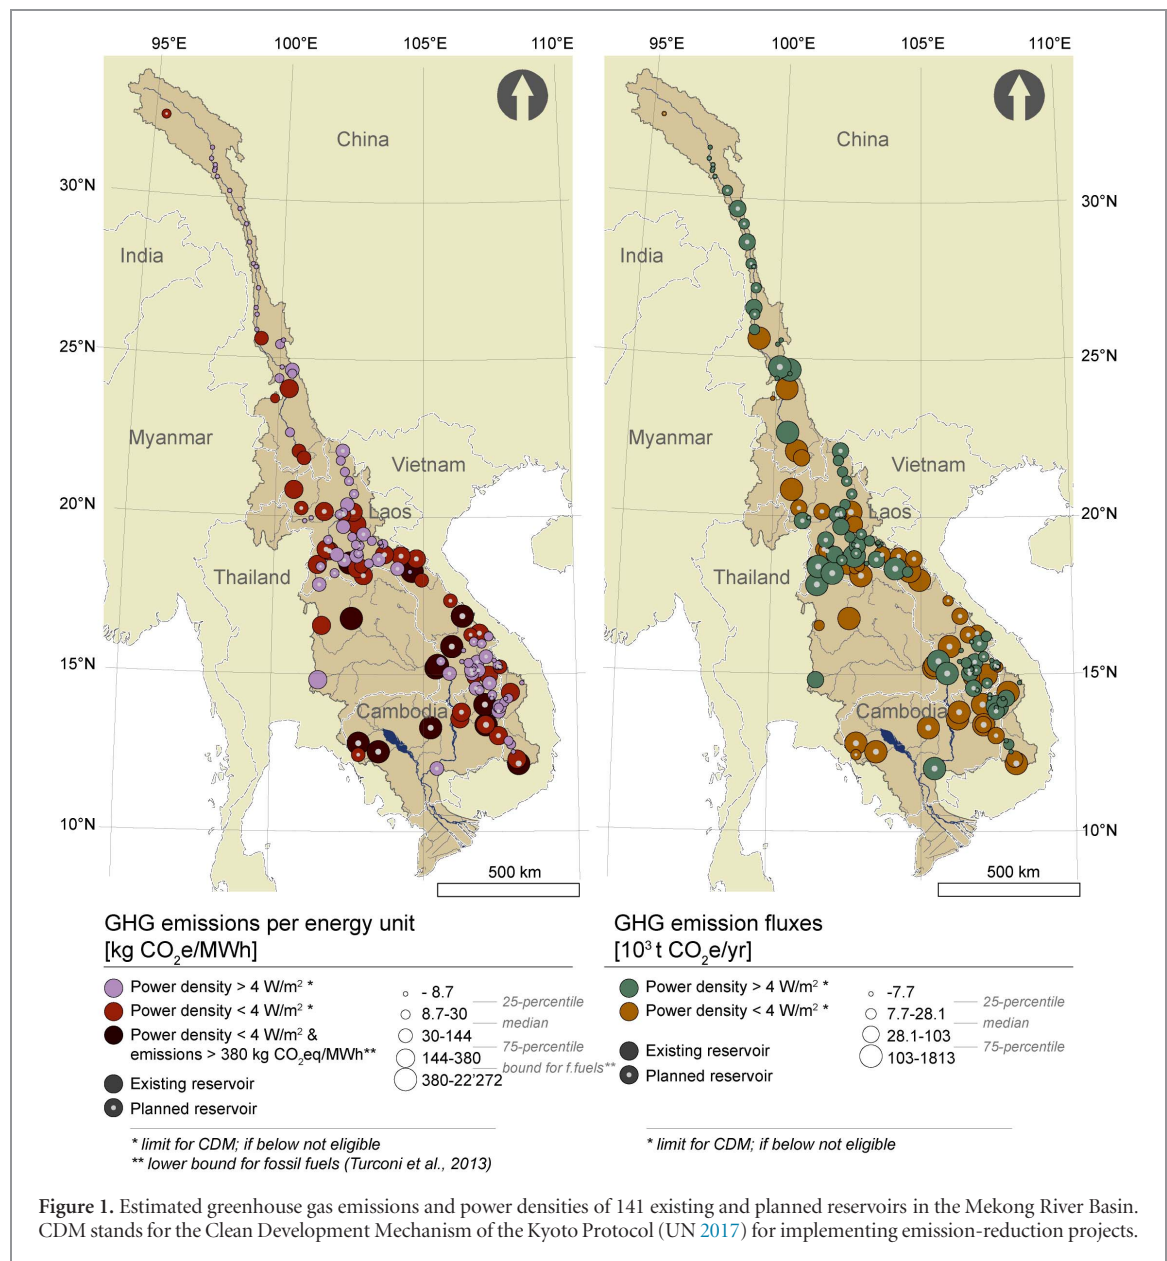 95°E 100°E 105°E 110°E
95°E 100°E 105°E 110°E
China
China
30°N
30°N
India
India
25°N
25°N
Myanmar
Myanmar
Vietnam
Vietnam
20°N
20°N
Laos
Laos
Thailand
Thailand
15°N
15°N
Cambodia
Cambodia
10°N
10°N
500 km
500 km
GHG emissions per energy unit
[kg CO2e/MWh]
Power density > 4 W/m² *
Power density < 4 W/m² *
Power density < 4 W/m² &
emissions > 380 kg CO2eq/MWh**
Existing reservoir
Planned reservoir
- 8.7
25-percentile
8.7-30
median
30-144
75-percentile
144-380
bound for f.fuels**
380-22'272
* limit for CDM; if below not eligible
** lower bound for fossil fuels (Turconi et al., 2013)
GHG emission fluxes
[10³ t CO2e/yr]
Power density > 4 W/m² *
Power density < 4 W/m² *
Existing reservoir
Planned reservoir
-7.7
25-percentile
7.7-28.1
median
28.1-103
75-percentile
103-1813
* limit for CDM; if below not eligible
Figure 1. Estimated greenhouse gas emissions and power densities of 141 existing and planned reservoirs in the Mekong River Basin.
CDM stands for the Clean Development Mechanism of the Kyoto Protocol (UN 2017) for implementing emission-reduction projects.